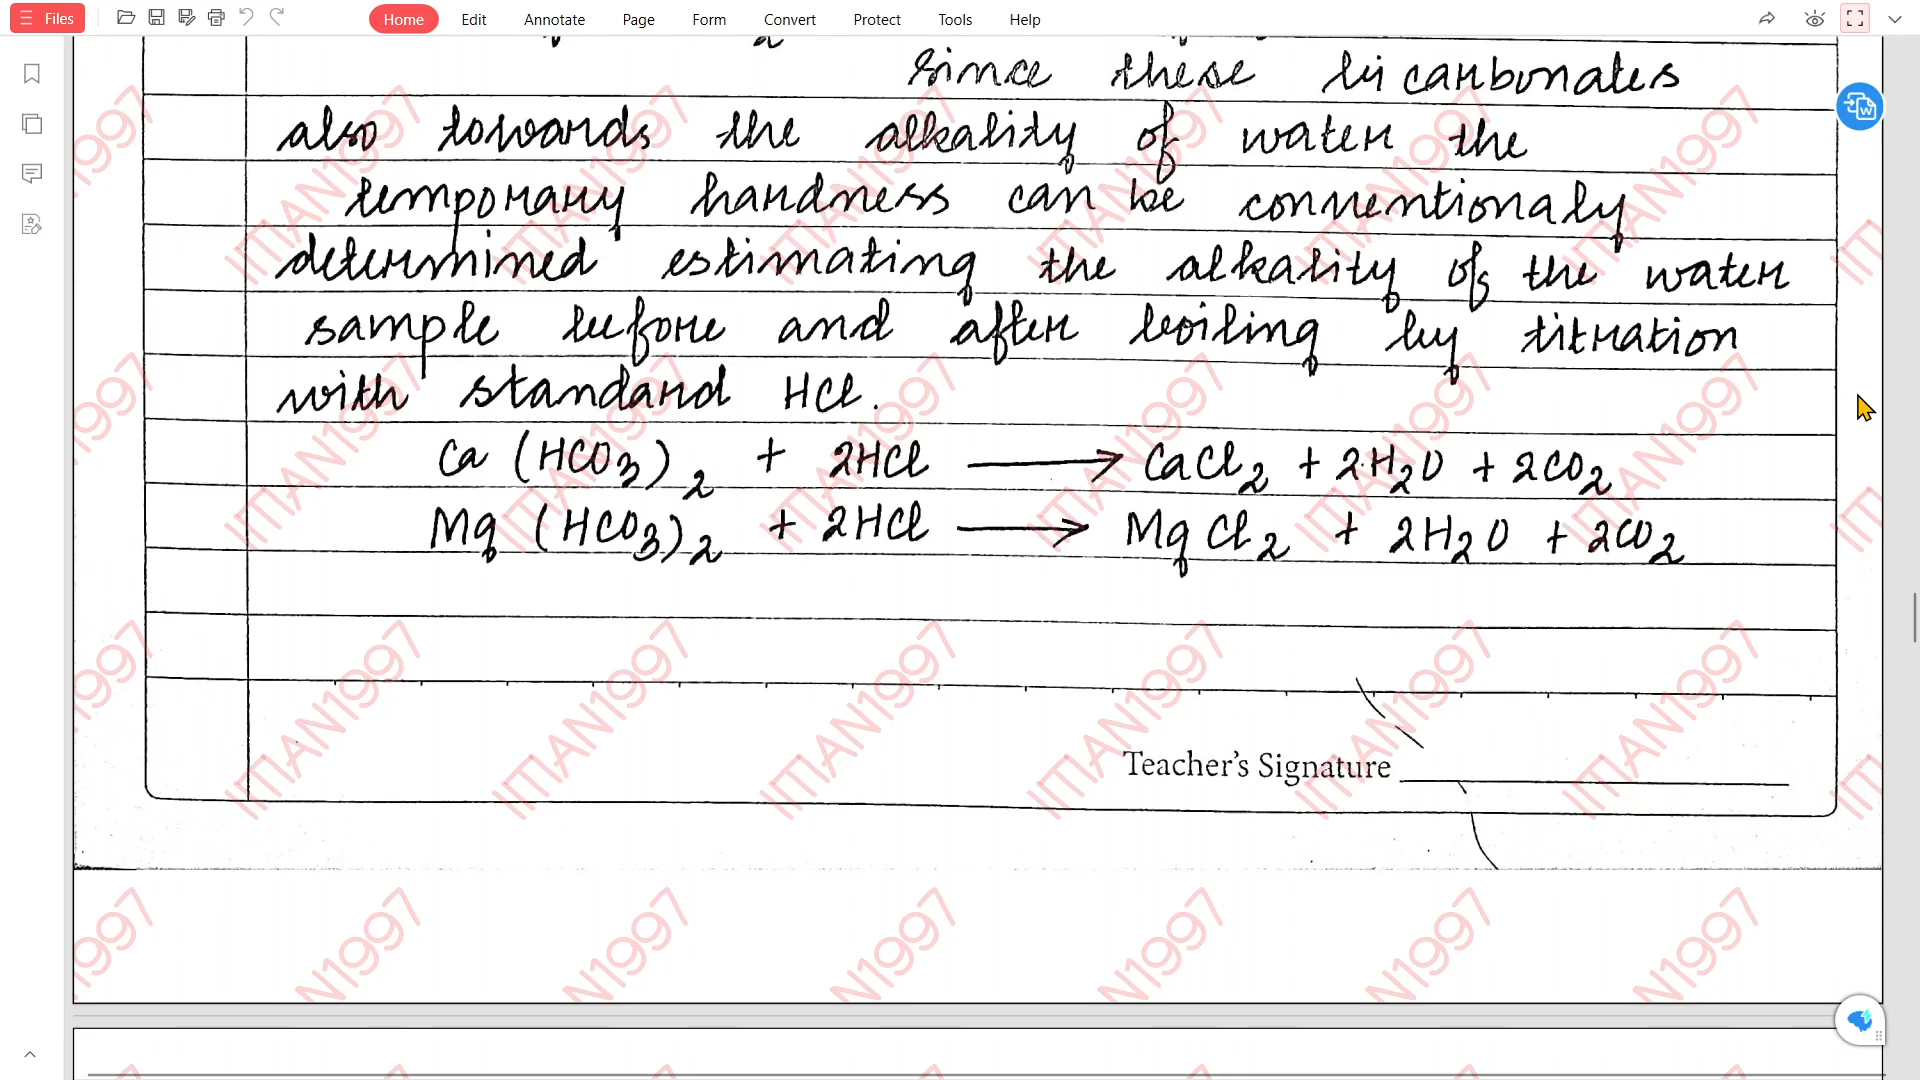 Files Home Edit Annotate Page Form Convert Protect Tools Help
since these bicarbonates
also towards the alkality of water the
temporary hardness can be conventionaly
determined estimating the alkality of the water
sample before and after boiling by titration
with standard HCl.
Ca (HCO3)2 + 2HCl ⟶ CaCl2 + 2H2O + 2CO2
Mg (HCO3)2 + 2HCl ⟶ MgCl2 + 2H2O + 2CO2
Teacher's Signature
IITIAN1997